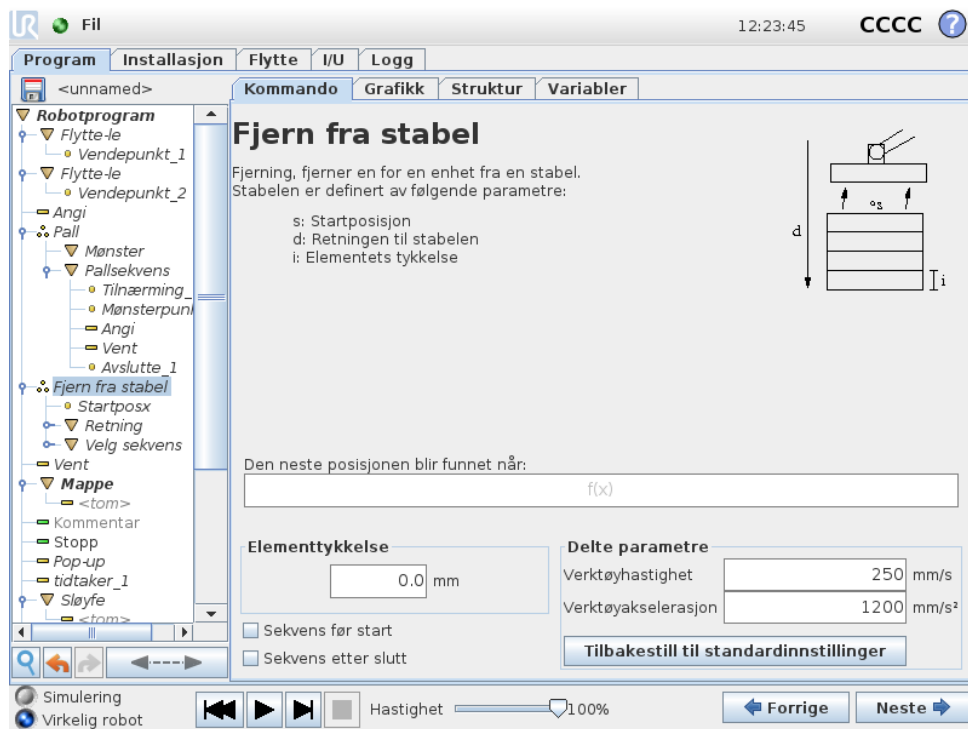 UR Fil 12:23:45 CCCC ?
Program Installasjon Flytte I/U Logg
<unnamed>
Kommando Grafikk Struktur Variabler
Robotprogram
Flytte-le
Vendepunkt_1
Flytte-le
Vendepunkt_2
Angi
Pall
Mønster
Pallsekvens
Tilnærming_
Mønsterpunl
Angi
Vent
Avslutte_1
Fjern fra stabel
Startposx
Retning
Velg sekvens
Vent
Mappe
<tom>
Kommentar
Stopp
Pop-up
tidtaker_1
Sløyfe
<tom>
Fjern fra stabel
Fjerning, fjerner en for en enhet fra en stabel.
Stabelen er definert av følgende parametre:
s: Startposisjon
d: Retningen til stabelen
i: Elementets tykkelse
s
d
i
Den neste posisjonen blir funnet når:
f(x)
Elementtykkelse
0.0 mm
Sekvens før start
Sekvens etter slutt
Delte parametre
Verktøyhastighet 250 mm/s
Verktøyakselerasjon 1200 mm/s²
Tilbakestill til standardinnstillinger
Simulering
Virkelig robot
Hastighet 100%
Forrige Neste